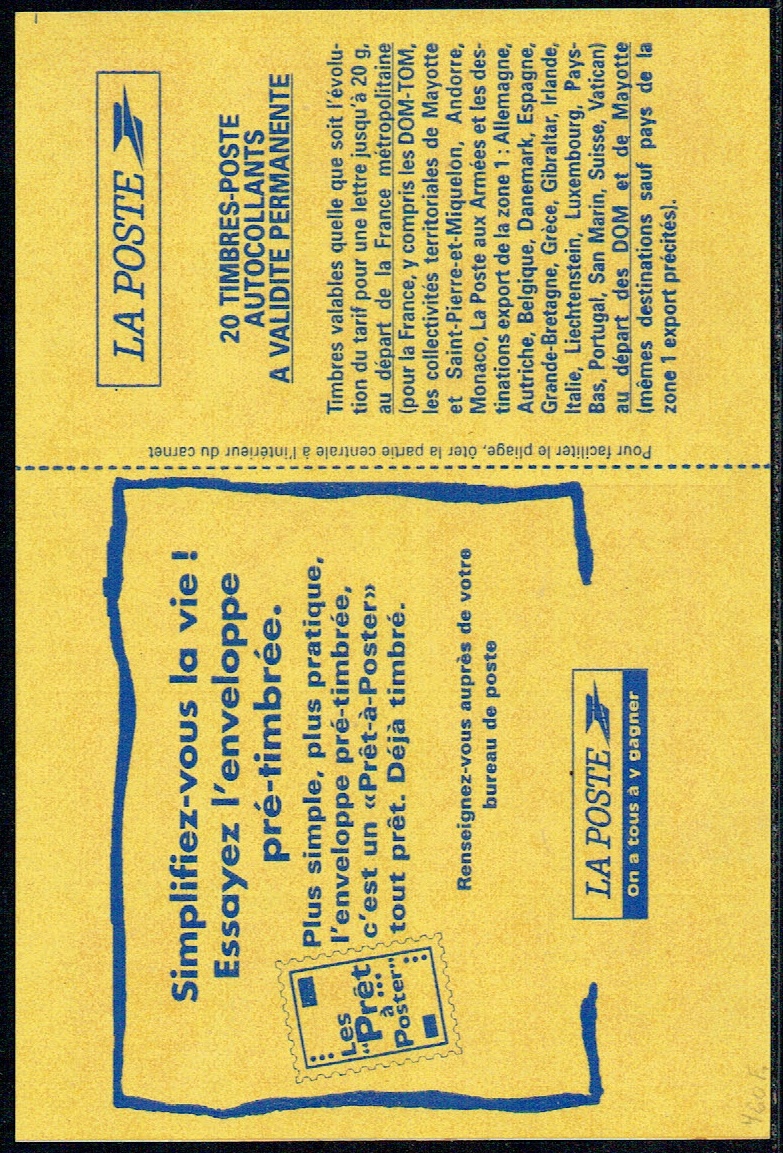 LA POSTE
20 TIMBRES-POSTE
AUTOCOLLANTS
A VALIDITE PERMANENTE
Timbres valables quelle que soit l'évolu-
tion du tarif pour une lettre jusqu'à 20 g,
au départ de la France métropolitaine
(pour la France, y compris les DOM-TOM,
les collectivités territoriales de Mayotte
et Saint-Pierre-et-Miquelon, Andorre,
Monaco, La Poste aux Armées et les des-
tinations export de la zone 1 : Allemagne,
Autriche, Belgique, Danemark, Espagne,
Grande-Bretagne, Grèce, Gibraltar, Irlande,
Italie, Liechtenstein, Luxembourg, Pays-
Bas, Portugal, San Marin, Suisse, Vatican)
au départ des DOM et de Mayotte
(mêmes destinations sauf pays de la
zone 1 export précités).
Pour faciliter le pliage, ôter la partie centrale à l'intérieur du carnet
Simplifiez-vous la vie !
Essayez l'enveloppe
pré-timbrée.
Plus simple, plus pratique,
l'enveloppe pré-timbrée,
c'est un «Prêt-à-Poster»
tout prêt. Déjà timbré.
Les
“Prêt
à
Poster”
Renseignez-vous auprès de votre
bureau de poste
LA POSTE
On a tous à y gagner